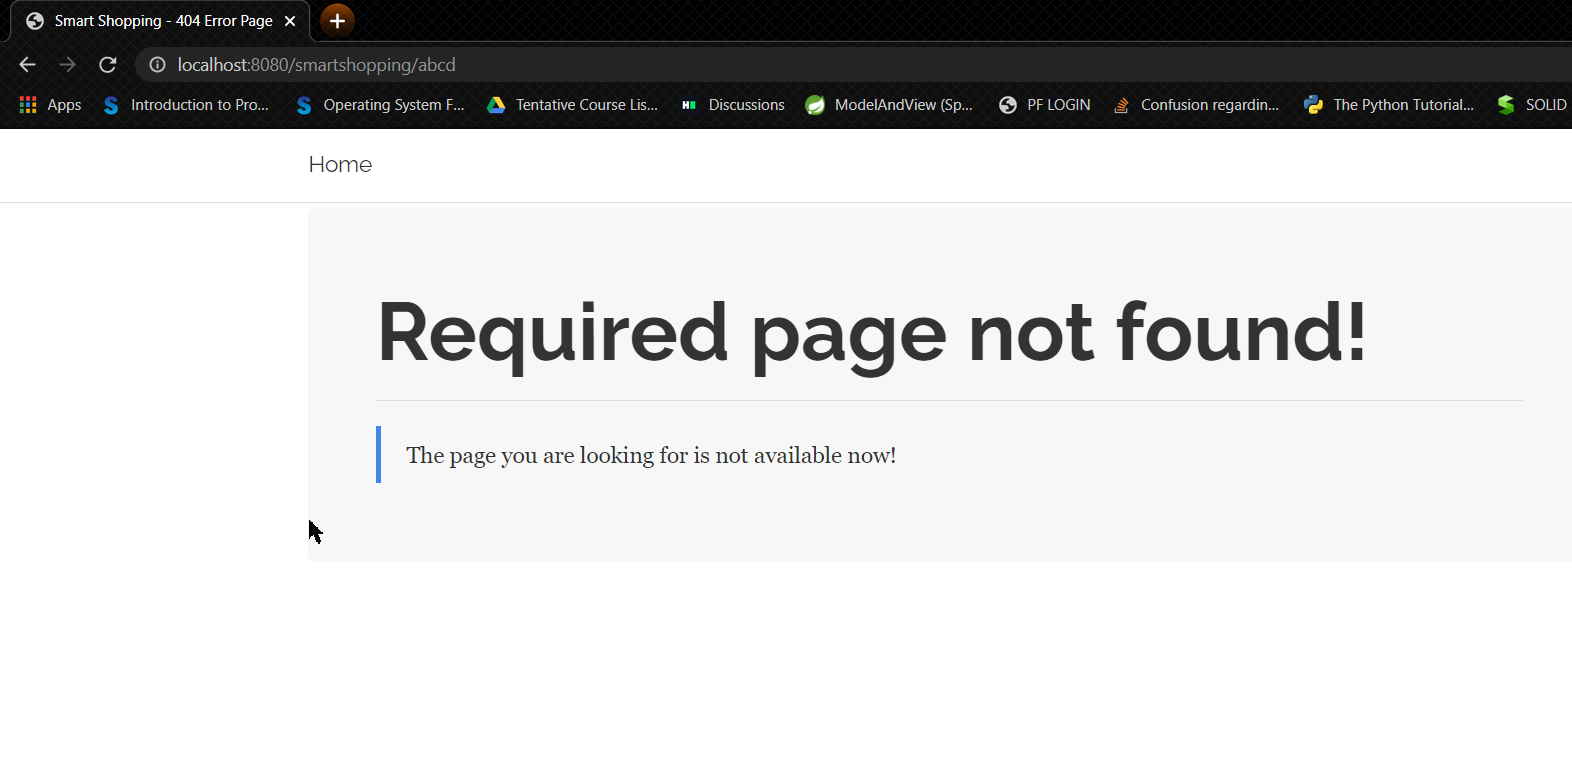 Smart Shopping - 404 Error Page
localhost:8080/smartshopping/abcd
Apps Introduction to Pro... Operating System F... Tentative Course Lis... Discussions ModelAndView (Sp... PF LOGIN Confusion regardin... The Python Tutorial... SOLID
Home
Required page not found!
The page you are looking for is not available now!